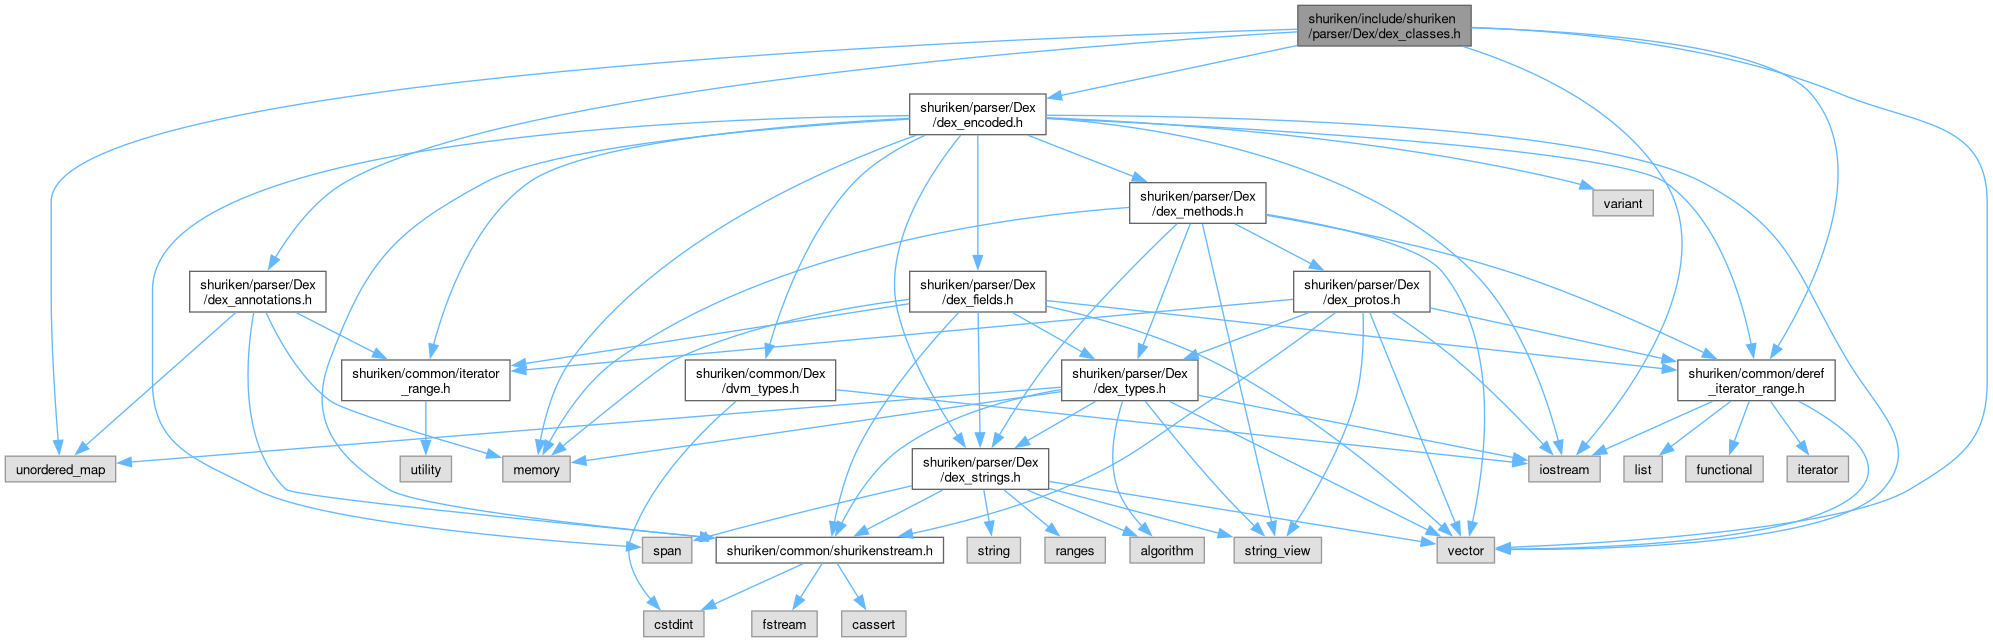 shuriken/include/shuriken
/parser/Dex/dex_classes.h
shuriken/parser/Dex
/dex_encoded.h
variant
shuriken/parser/Dex
/dex_methods.h
shuriken/parser/Dex
/dex_annotations.h
shuriken/parser/Dex
/dex_fields.h
shuriken/parser/Dex
/dex_protos.h
shuriken/common/iterator
_range.h
shuriken/common/Dex
/dvm_types.h
shuriken/parser/Dex
/dex_types.h
shuriken/common/deref
_iterator_range.h
unordered_map
utility
memory
shuriken/parser/Dex
/dex_strings.h
iostream
list
functional
iterator
span
shuriken/common/shurikenstream.h
string
ranges
algorithm
string_view
vector
cstdint
fstream
cassert